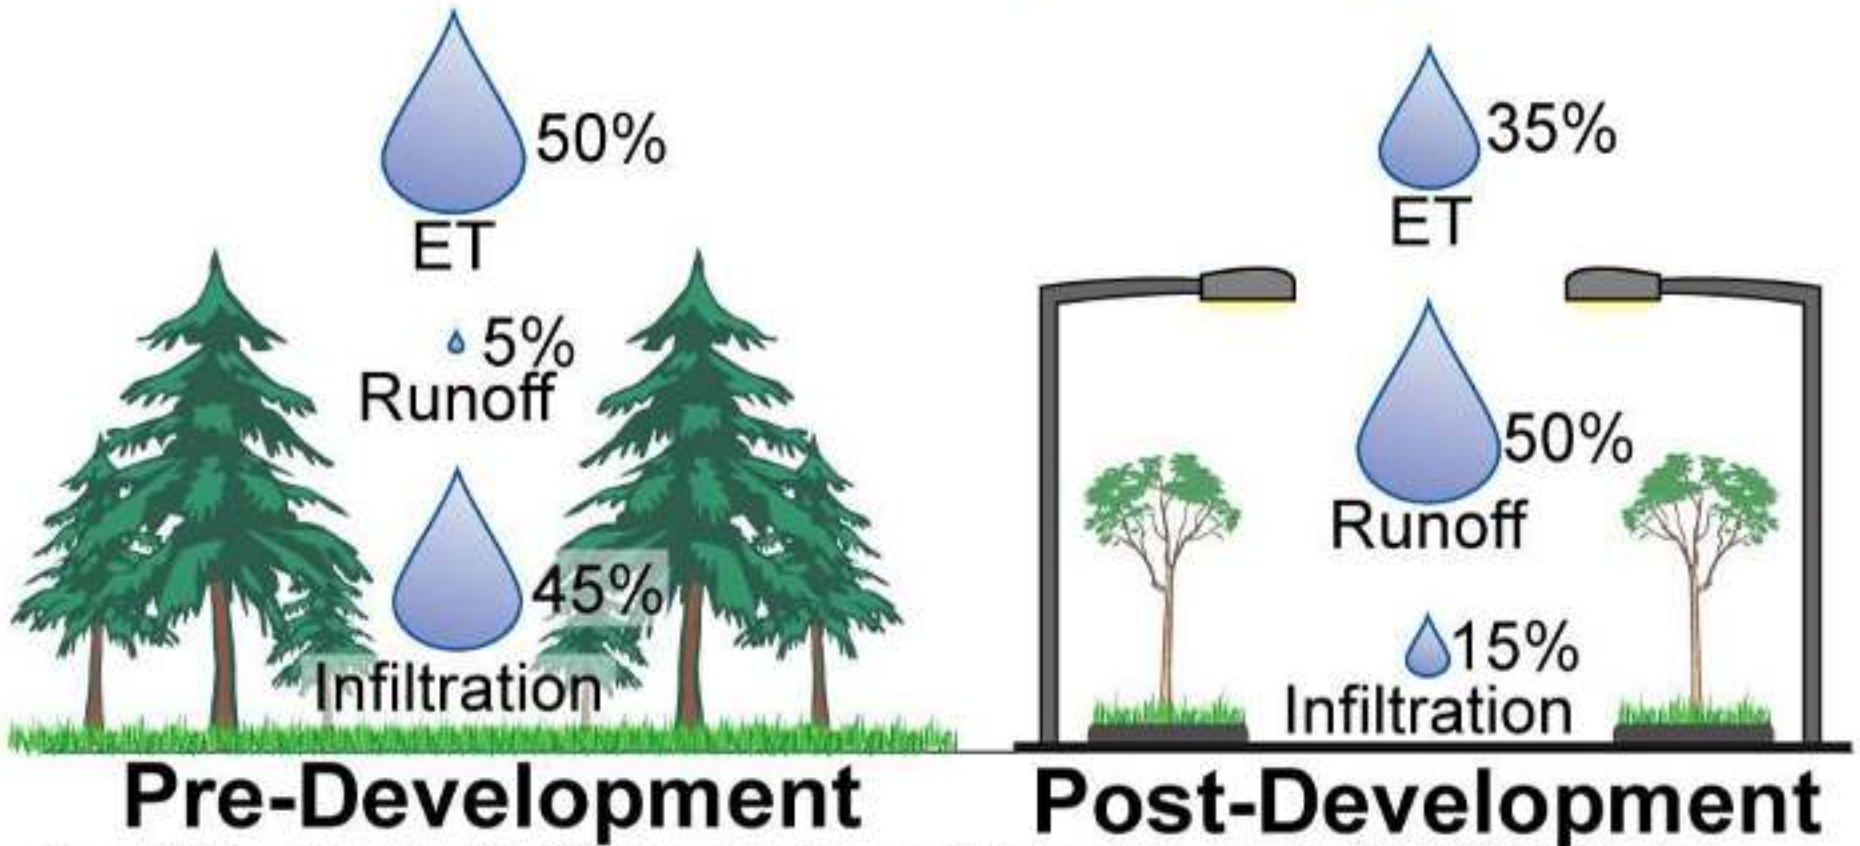 50%
ET
5%
Runoff
45%
Infiltration
Pre-Development
35%
ET
50%
Runoff
15%
Infiltration
Post-Development